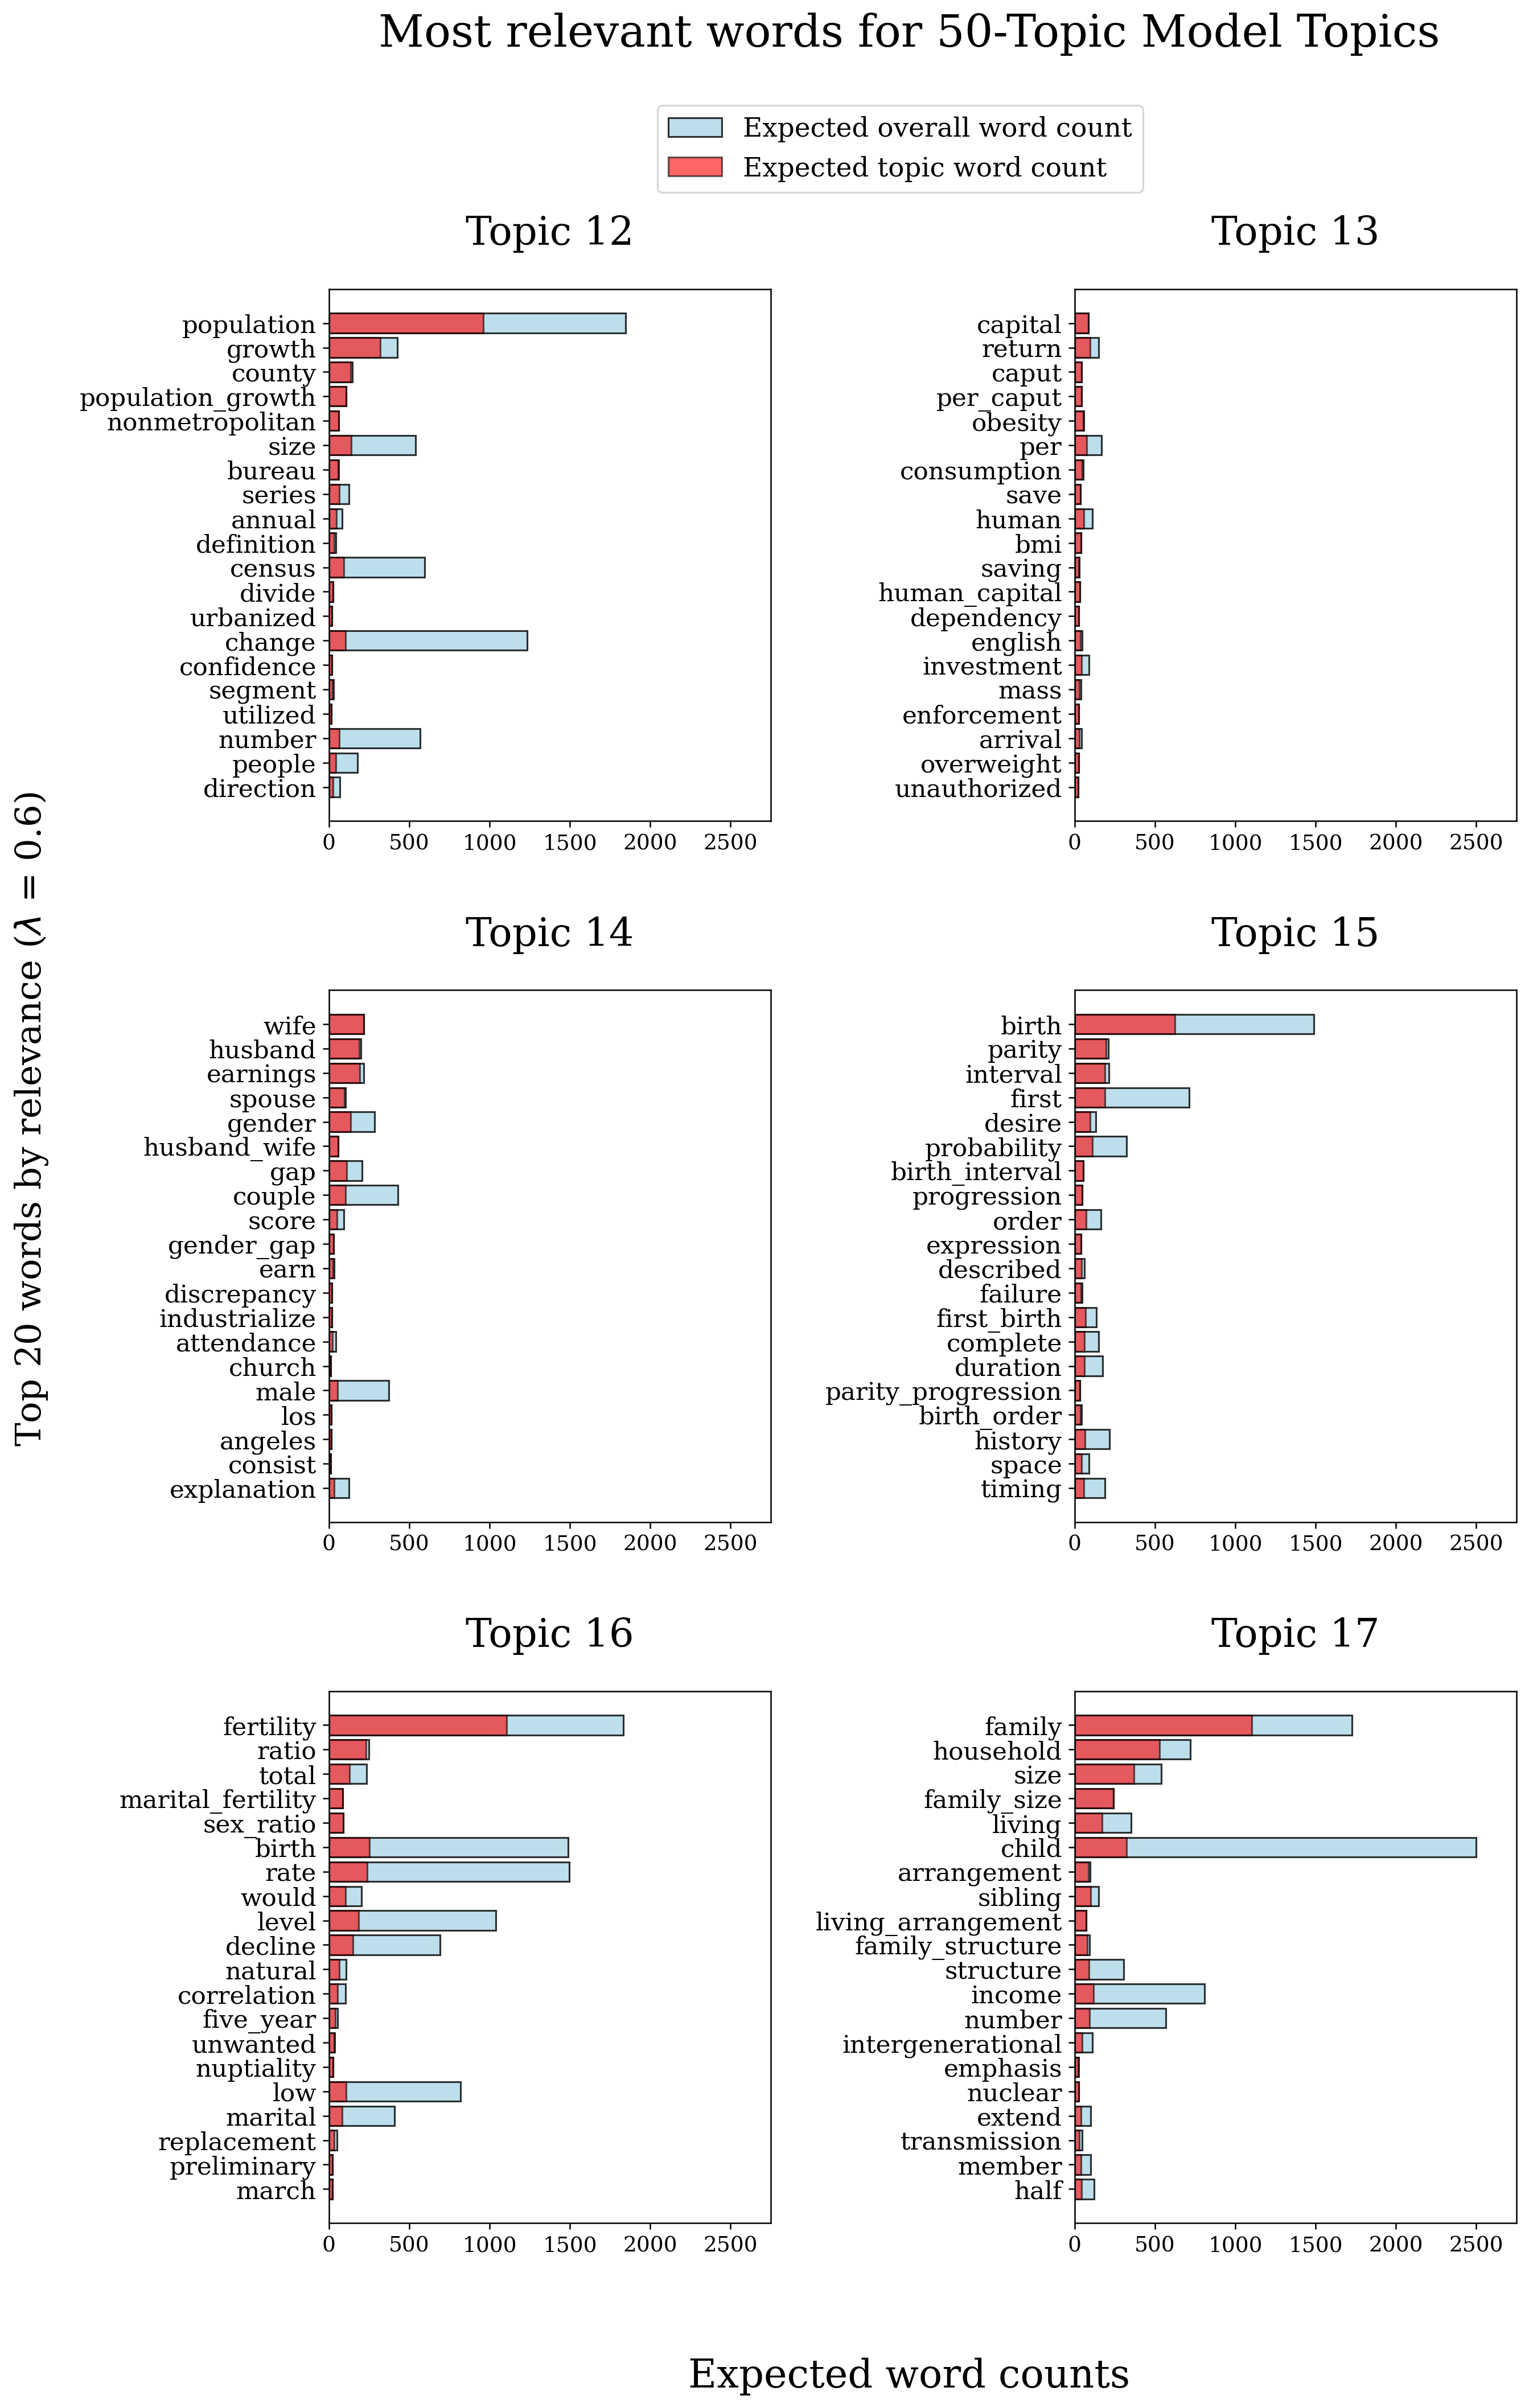 Most relevant words for 50-Topic Model Topics
Expected overall word count
Expected topic word count
Top 20 words by relevance (λ = 0.6)
Topic 12
population
growth
county
population_growth
nonmetropolitan
size
bureau
series
annual
definition
census
divide
urbanized
change
confidence
segment
utilized
number
people
direction
0 500 1000 1500 2000 2500
Topic 13
capital
return
caput
per_caput
obesity
per
consumption
save
human
bmi
saving
human_capital
dependency
english
investment
mass
enforcement
arrival
overweight
unauthorized
0 500 1000 1500 2000 2500
Topic 14
wife
husband
earnings
spouse
gender
husband_wife
gap
couple
score
gender_gap
earn
discrepancy
industrialize
attendance
church
male
los
angeles
consist
explanation
0 500 1000 1500 2000 2500
Topic 15
birth
parity
interval
first
desire
probability
birth_interval
progression
order
expression
described
failure
first_birth
complete
duration
parity_progression
birth_order
history
space
timing
0 500 1000 1500 2000 2500
Topic 16
fertility
ratio
total
marital_fertility
sex_ratio
birth
rate
would
level
decline
natural
correlation
five_year
unwanted
nuptiality
low
marital
replacement
preliminary
march
0 500 1000 1500 2000 2500
Topic 17
family
household
size
family_size
living
child
arrangement
sibling
living_arrangement
family_structure
structure
income
number
intergenerational
emphasis
nuclear
extend
transmission
member
half
0 500 1000 1500 2000 2500
Expected word counts